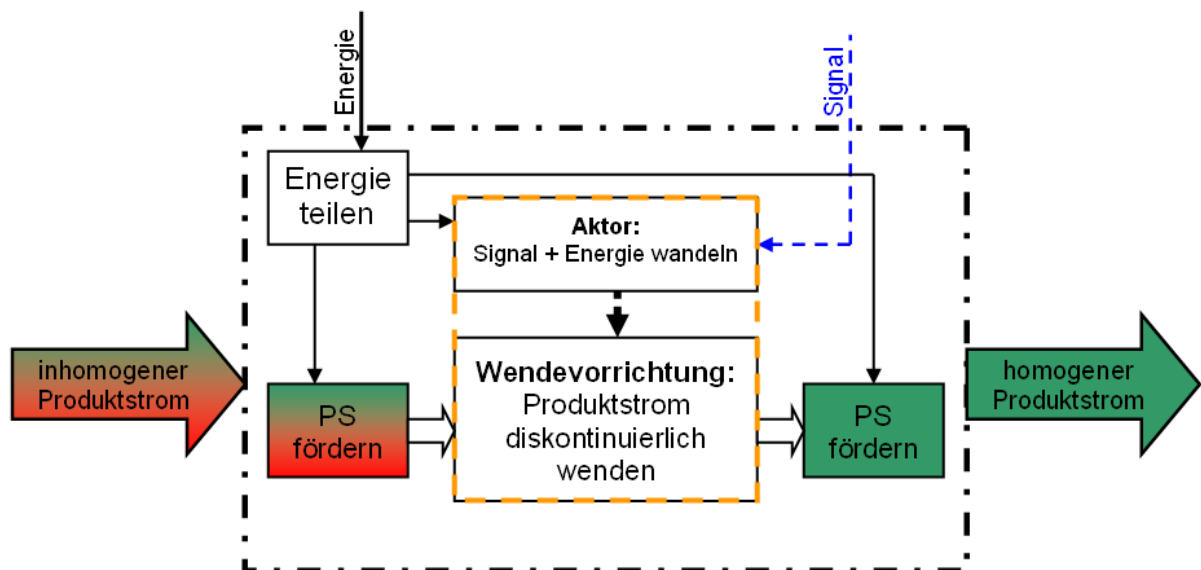 Energie
Signal
Energie
teilen
Aktor:
Signal + Energie wandeln
inhomogener
Produktstrom
PS
fördern
Wendevorrichtung:
Produktstrom
diskontinuierlich
wenden
PS
fördern
homogener
Produktstrom